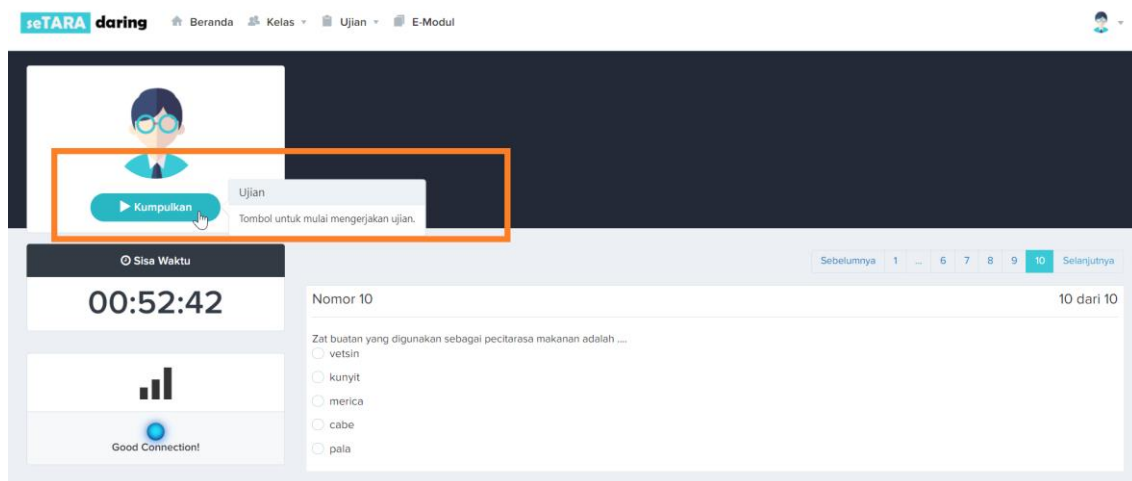 seTARA daring Beranda Kelas Ujian E-Modul
Kumpulkan
Ujian
Tombol untuk mulai mengerjakan ujian.
Sisa Waktu
00:52:42
Good Connection!
Sebelumnya 1 ... 6 7 8 9 10 Selanjutnya
Nomor 10 10 dari 10
Zat buatan yang digunakan sebagai pecitarasa makanan adalah ....
vetsin
kunyit
merica
cabe
pala